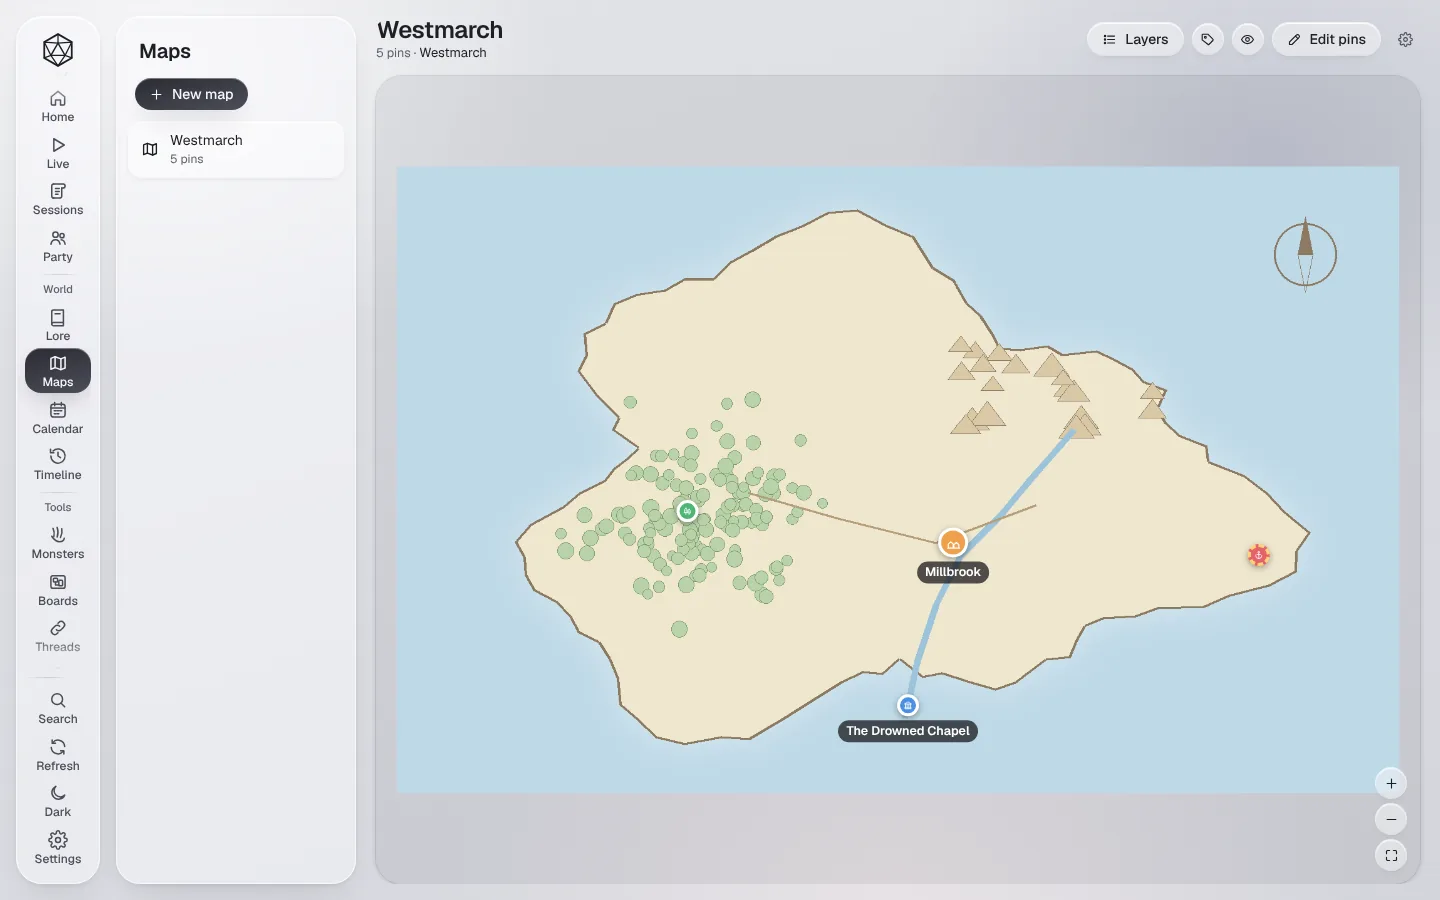 Home
Live
Sessions
Party
World
Lore
Maps
Calendar
Timeline
Tools
Monsters
Boards
Threads
Search
Refresh
Dark
Settings
Maps
New map
Westmarch
5 pins
Westmarch
5 pins · Westmarch
Layers
Edit pins
Millbrook
The Drowned Chapel